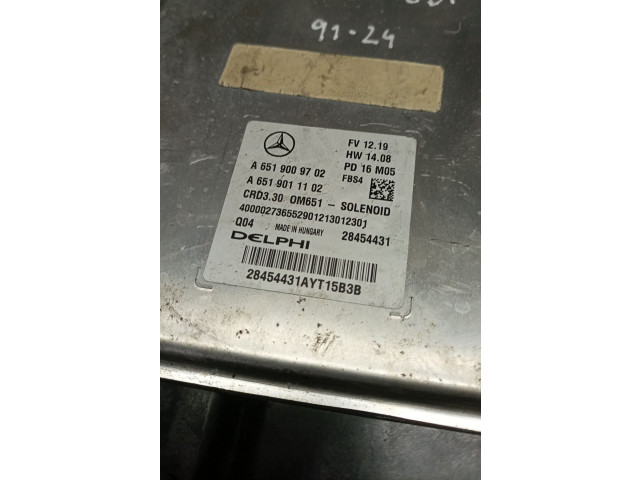 91-24
FV 12.19
HW 14.08
A 651 900 97 02 PD 16 M05
A 651 901 11 02 FBS4
CRD3.30 OM651 - SOLENOID
Q04 MADE IN HUNGARY 28454431
DELPHI
28454431AYT15B3B